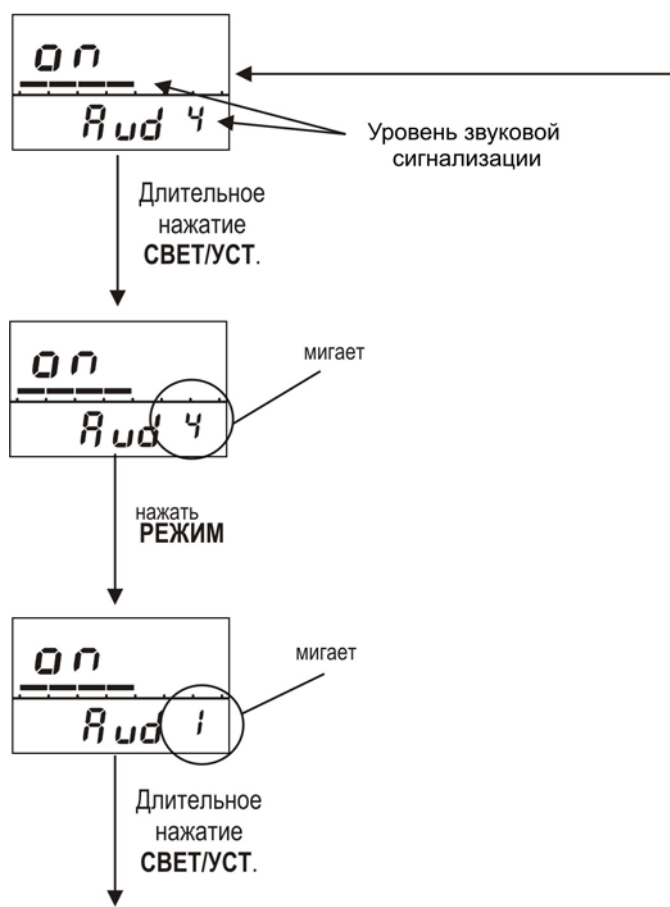 on
Aud 4
Уровень звуковой
сигнализации
Длительное
нажатие
СВЕТ/УСТ.
on
мигает
Aud 4
нажать
РЕЖИМ
on
мигает
Aud 1
Длительное
нажатие
СВЕТ/УСТ.